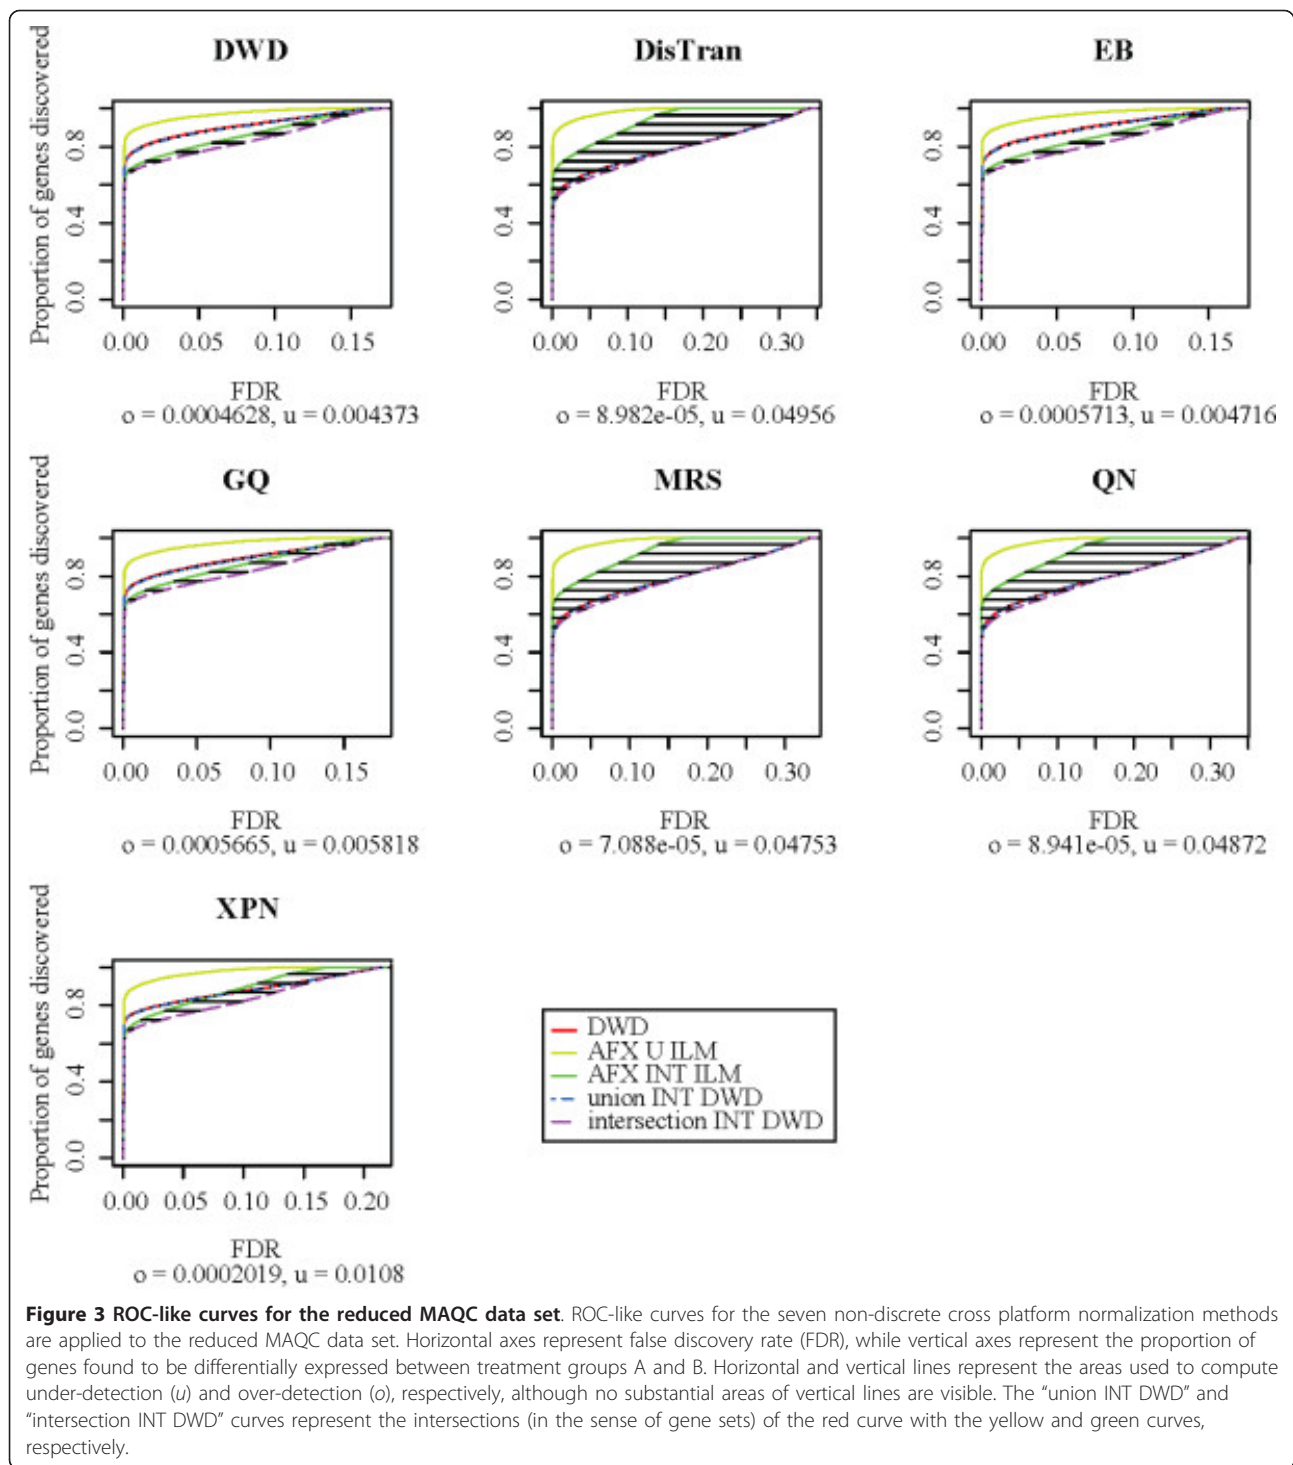 DWD
DisTran
EB
Proportion of genes discovered
0.0 0.4 0.8
0.00 0.05 0.10 0.15
FDR
o = 0.0004628, u = 0.004373
0.0 0.4 0.8
0.00 0.10 0.20 0.30
FDR
o = 8.982e-05, u = 0.04956
0.0 0.4 0.8
0.00 0.05 0.10 0.15
FDR
o = 0.0005713, u = 0.004716
GQ
MRS
QN
Proportion of genes discovered
0.0 0.4 0.8
0.00 0.05 0.10 0.15
FDR
o = 0.0005665, u = 0.005818
0.0 0.4 0.8
0.00 0.10 0.20 0.30
FDR
o = 7.088e-05, u = 0.04753
0.0 0.4 0.8
0.00 0.10 0.20 0.30
FDR
o = 8.941e-05, u = 0.04872
XPN
Proportion of genes discovered
0.0 0.4 0.8
0.00 0.05 0.10 0.15 0.20
FDR
o = 0.0002019, u = 0.0108
DWD
AFX U ILM
AFX INT ILM
union INT DWD
intersection INT DWD
Figure 3 ROC-like curves for the reduced MAQC data set. ROC-like curves for the seven non-discrete cross platform normalization methods
are applied to the reduced MAQC data set. Horizontal axes represent false discovery rate (FDR), while vertical axes represent the proportion of
genes found to be differentially expressed between treatment groups A and B. Horizontal and vertical lines represent the areas used to compute
under-detection (u) and over-detection (o), respectively, although no substantial areas of vertical lines are visible. The “union INT DWD” and
“intersection INT DWD” curves represent the intersections (in the sense of gene sets) of the red curve with the yellow and green curves,
respectively.